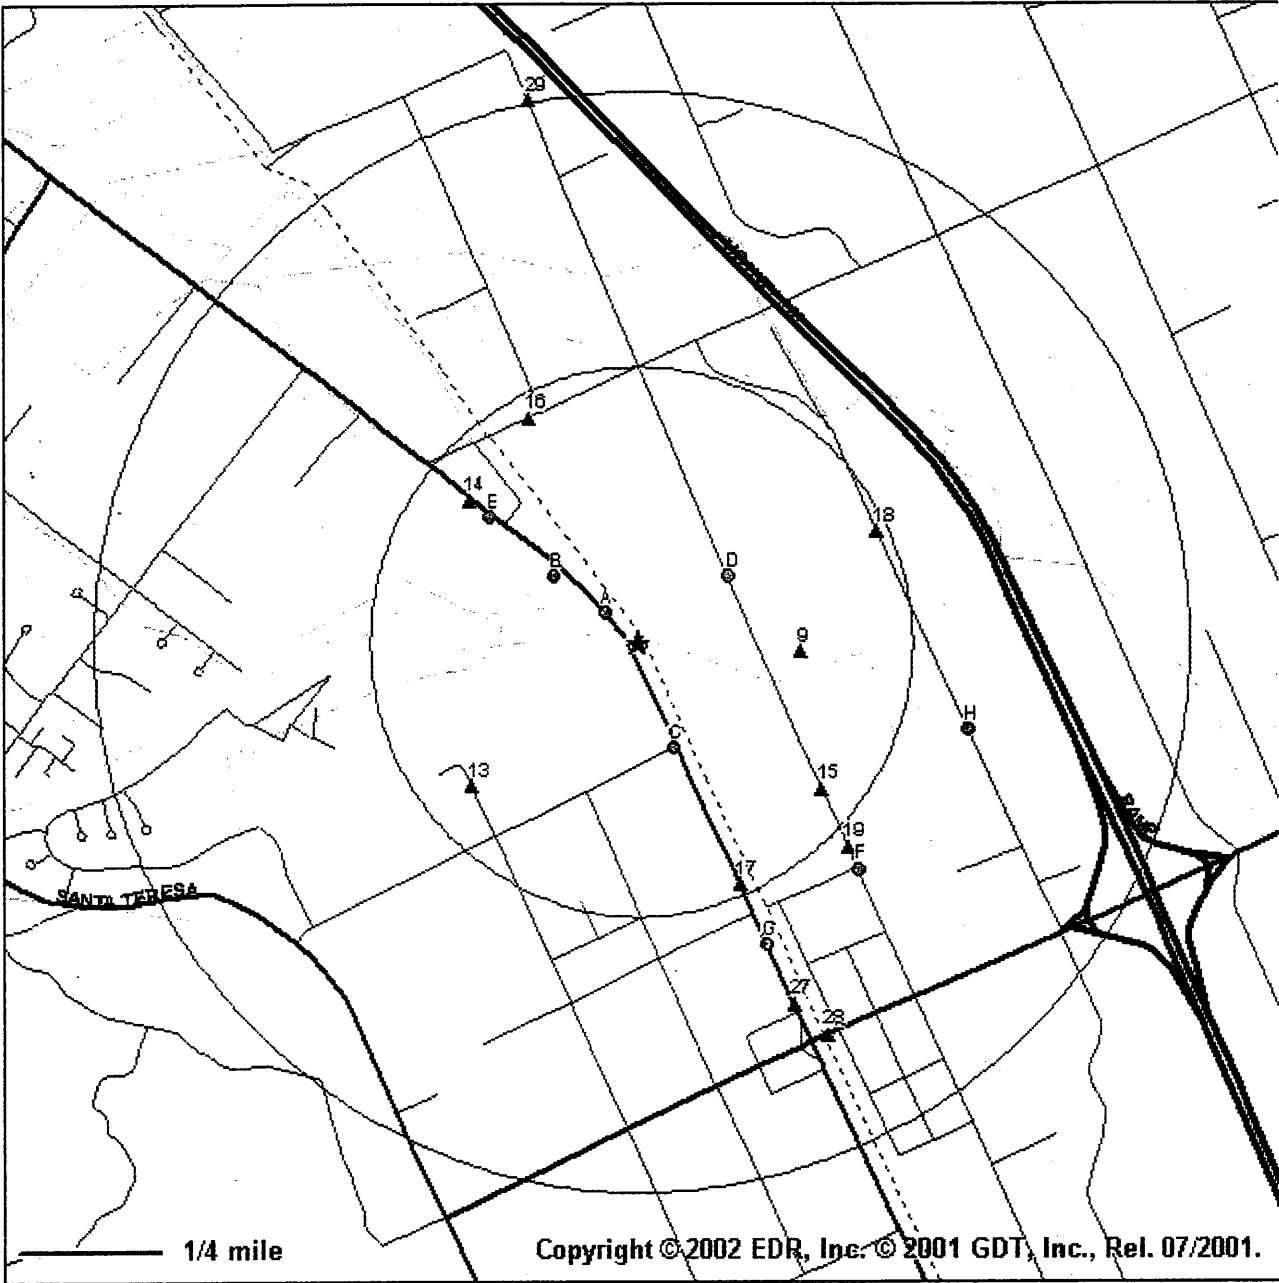 29
16
14
E
18
B
D
A
9
H
C
13
15
19
F
17
SANTA TERESA
G
27
28
1/4 mile
Copyright © 2002 EDR, Inc. © 2001 GDT, Inc., Rel. 07/2001.